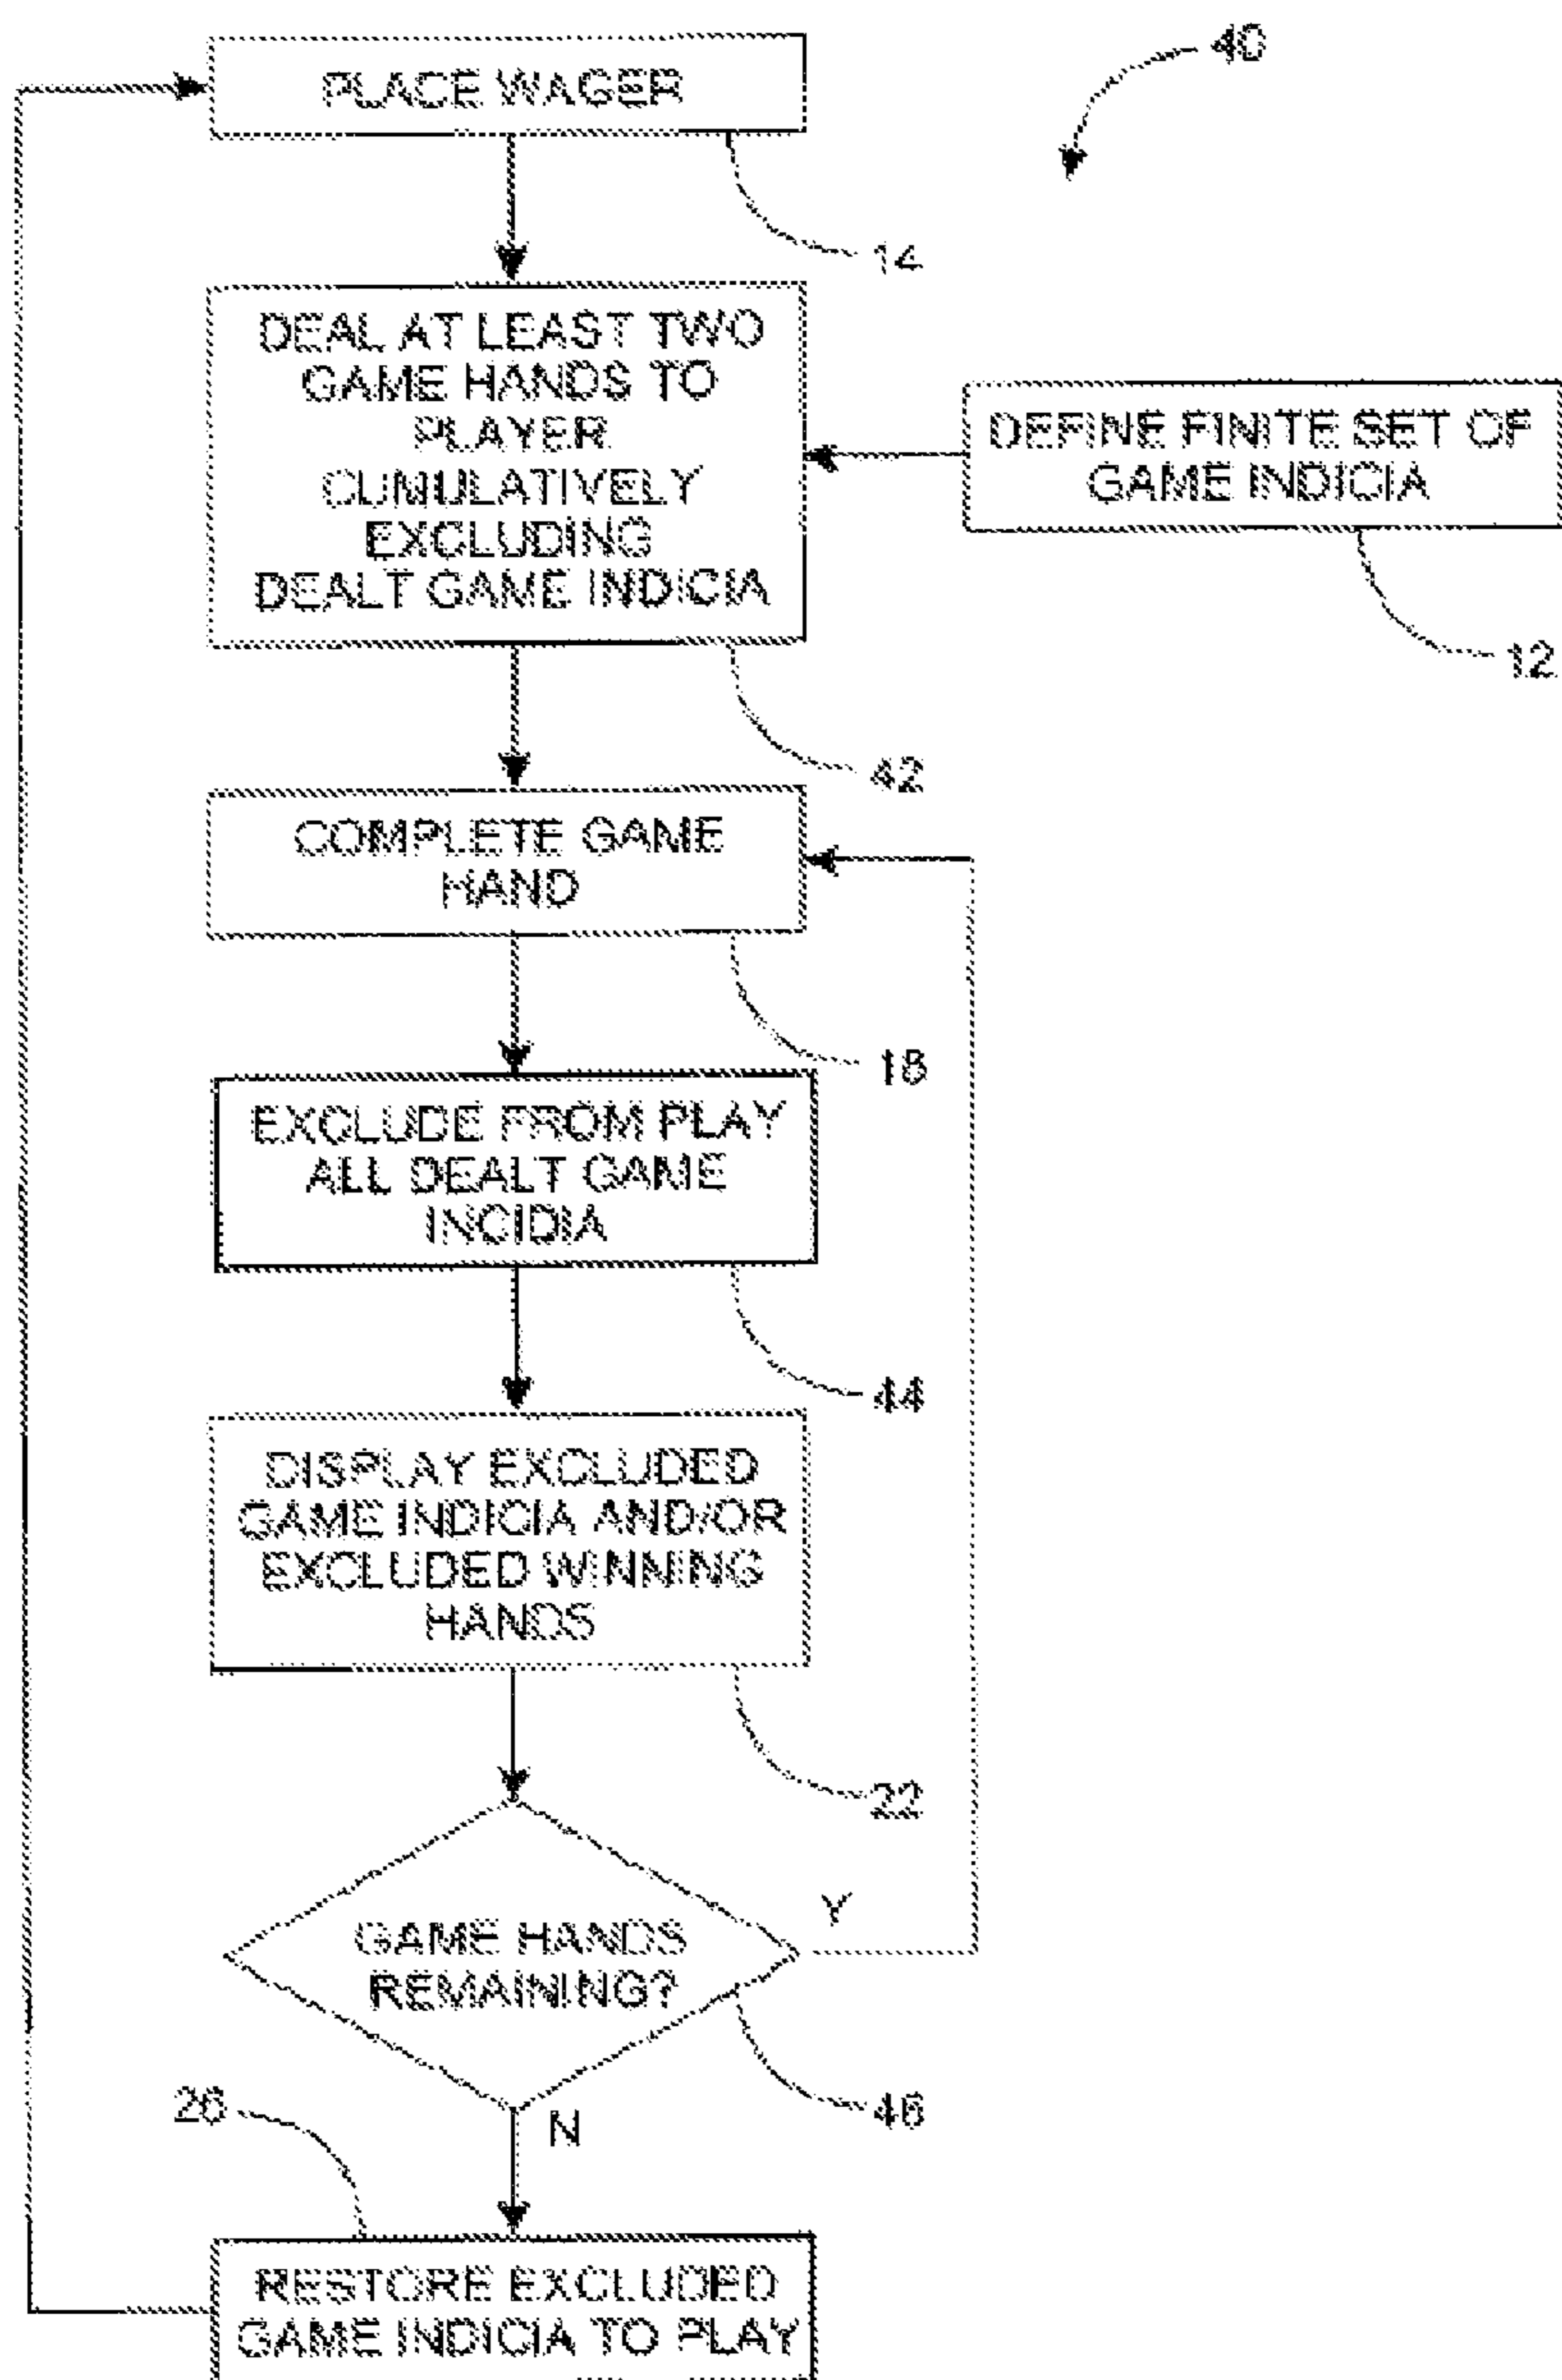 40
PLACE WAGER
14
DEAL AT LEAST TWO
GAME HANDS TO
PLAYER
CUMULATIVELY
EXCLUDING
DEALT GAME INDICIA
DEFINE FINITE SET OF
GAME INDICIA
12
42
COMPLETE GAME
HAND
18
EXCLUDE FROM PLAY
ALL DEALT GAME
INCIDIA
44
DISPLAY EXCLUDED
GAME INDICIA AND/OR
EXCLUDED WINNING
HANDS
22
Y
GAME HANDS
REMAINING?
46
26
N
RESTORE EXCLUDED
GAME INDICIA TO PLAY